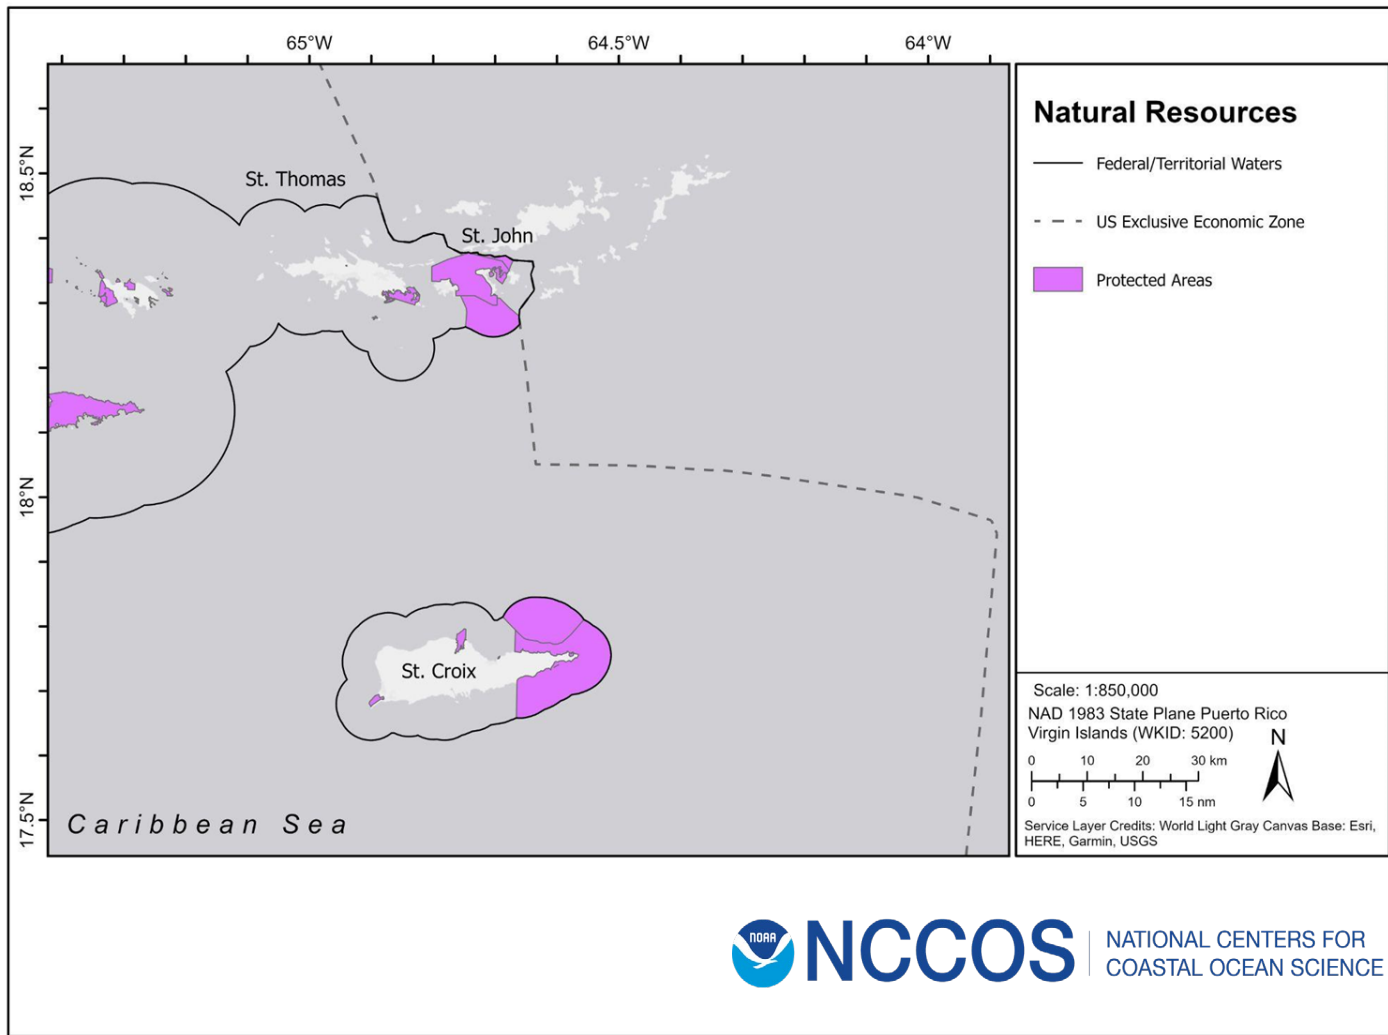 65°W
64.5°W
64°W
18.5°N
18°N
17.5°N
St. Thomas
St. John
St. Croix
Caribbean Sea
Natural Resources
Federal/Territorial Waters
US Exclusive Economic Zone
Protected Areas
Scale: 1:850,000
NAD 1983 State Plane Puerto Rico
Virgin Islands (WKID: 5200)
N
0 10 20 30 km
0 5 10 15 nm
Service Layer Credits: World Light Gray Canvas Base: Esri,
HERE, Garmin, USGS
NOAA
NCCOS
NATIONAL CENTERS FOR
COASTAL OCEAN SCIENCE